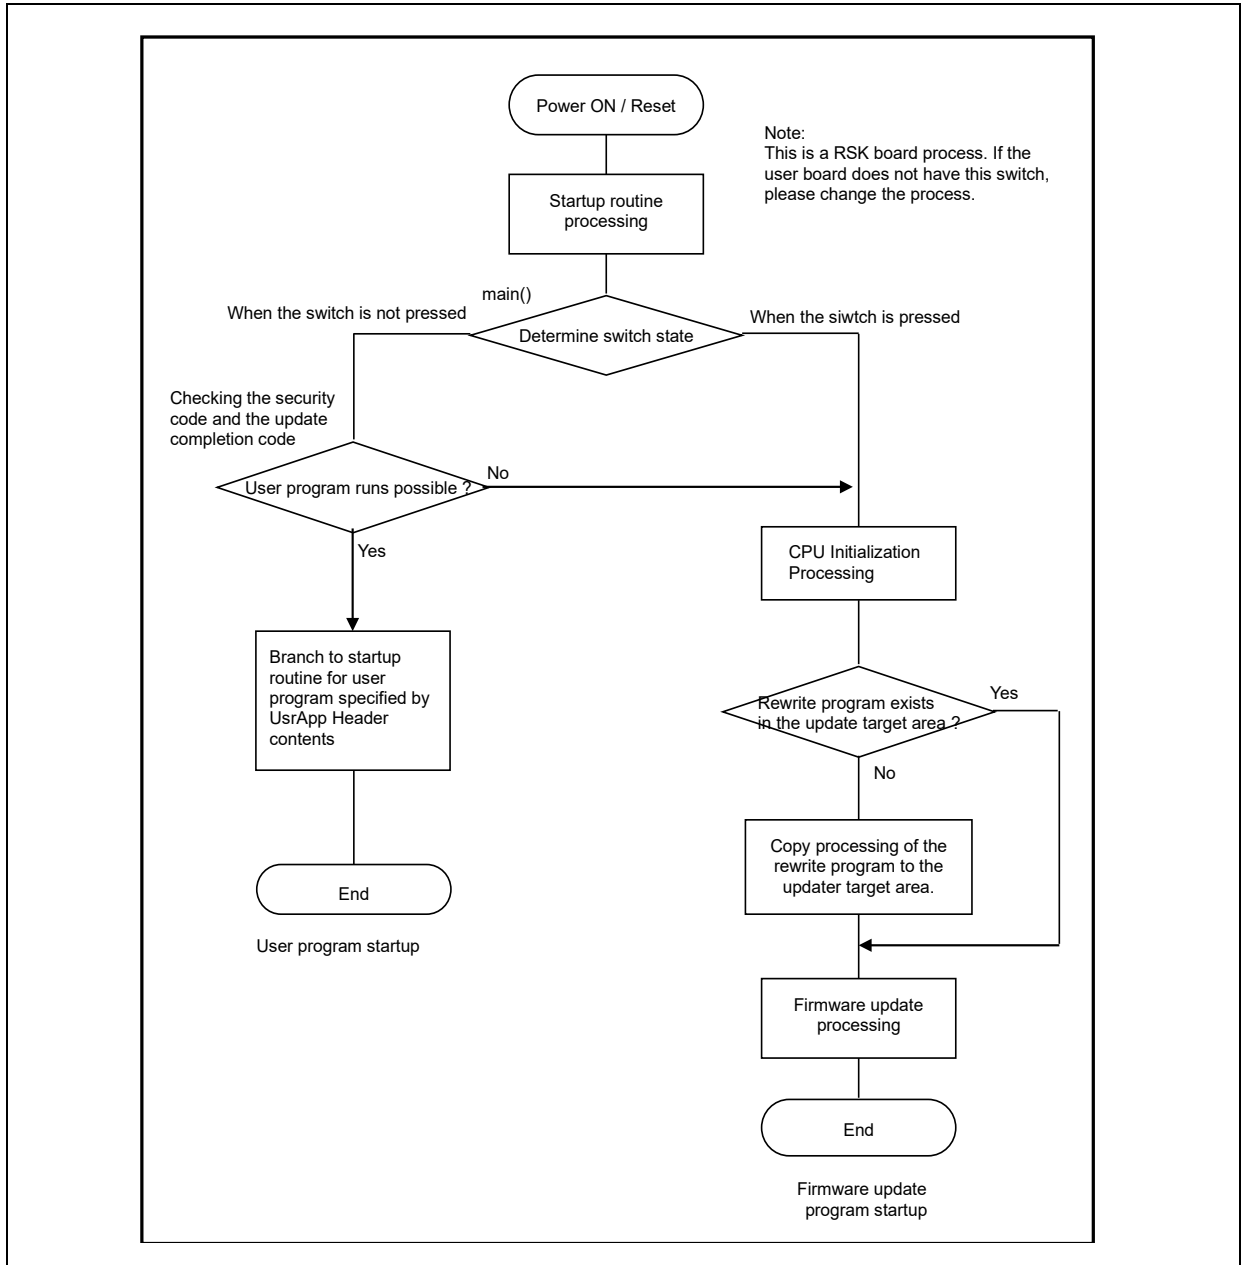 Power ON / Reset
Note:
This is a RSK board process. If the
user board does not have this switch,
please change the process.
Startup routine
processing
main()
When the switch is not pressed
When the siwtch is pressed
Determine switch state
Checking the security
code and the update
completion code
User program runs possible ?
No
Yes
CPU Initialization
Processing
Branch to startup
routine for user
program specified by
UsrApp Header
contents
Rewrite program exists
in the update target area ?
Yes
No
Copy processing of the
rewrite program to the
updater target area.
End
User program startup
Firmware update
processing
End
Firmware update
program startup